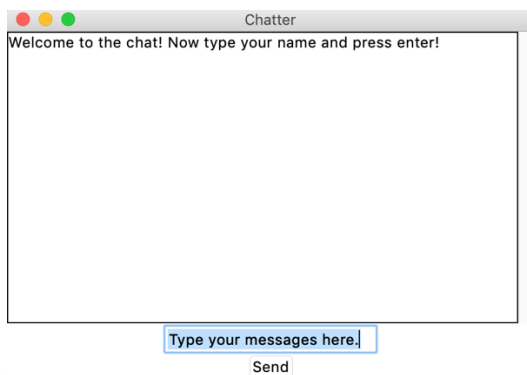 Chatter
Welcome to the chat! Now type your name and press enter!
Type your messages here.
Send